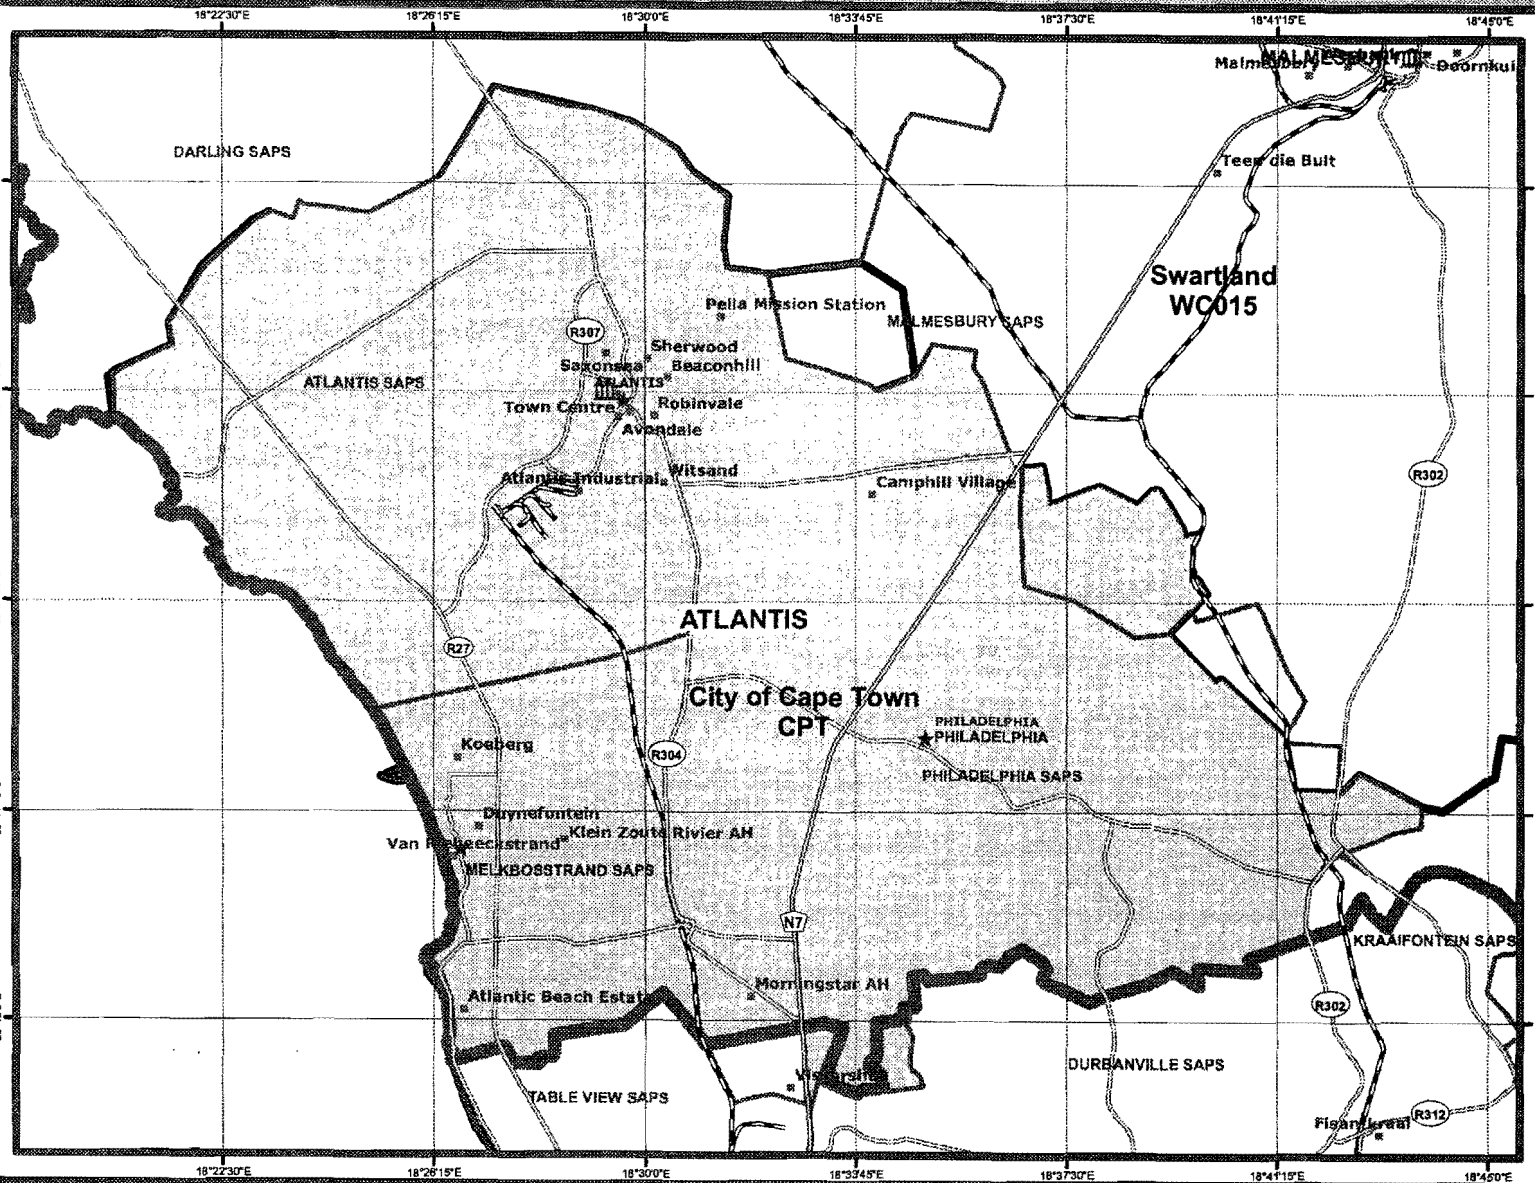 18°22'30"E
18°26'15"E
18°30'0"E
18°33'45"E
18°37'30"E
18°41'15"E
18°45'0"E
MALMESBURY
Malmesbury
Doornkui
DARLING SAPS
Teen die Bult
Swartland
WC015
Pella Mission Station
MALMESBURY SAPS
R307
Sherwood
Saxonsea
Beaconhill
ATLANTIS SAPS
ATLANTIS
Town Centre
Robinvale
Avondale
Witsand
Atlantis Industrial
Camphill Village
R302
ATLANTIS
R27
City of Cape Town
CPT
PHILADELPHIA
PHILADELPHIA
Koeberg
R304
PHILADELPHIA SAPS
Duynefontein
Klein Zoute Rivier AH
Van Riebeeckstrand
MELKBOSSTRAND SAPS
N7
KRAAIFONTEIN SAPS
Morningstar AH
Atlantic Beach Estate
R302
DURBANVILLE SAPS
TABLE VIEW SAPS
R312
Fisantkraal
18°22'30"E
18°26'15"E
18°30'0"E
18°33'45"E
18°37'30"E
18°41'15"E
18°45'0"E